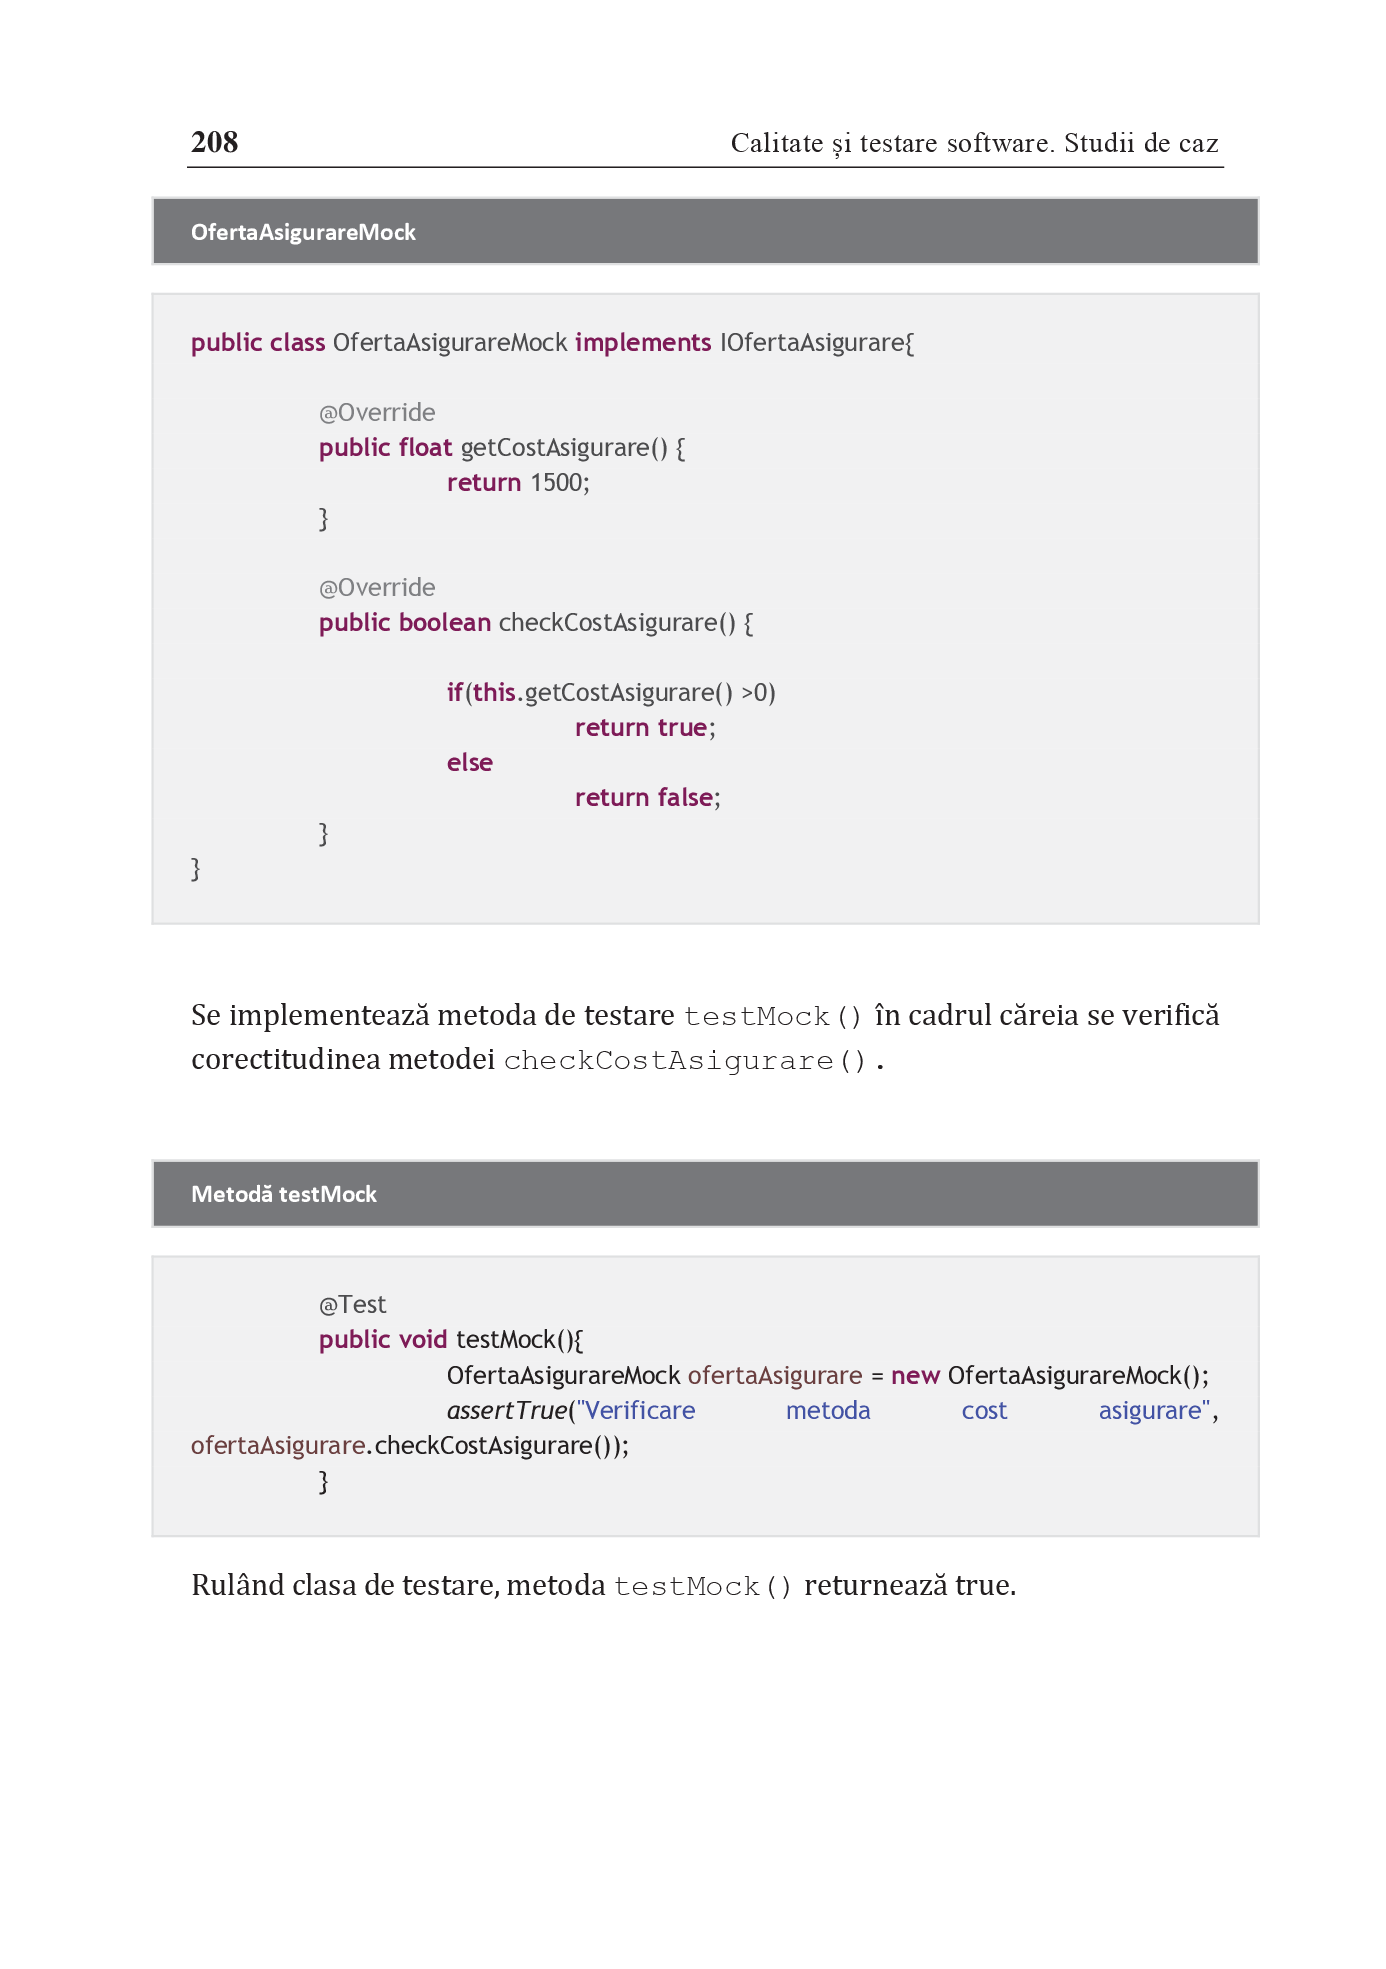 208 Calitate și testare software. Studii de caz
OfertaAsigurareMock
public class OfertaAsigurareMock implements IOfertaAsigurare{
@Override
public float getCostAsigurare() {
return 1500;
}
@Override
public boolean checkCostAsigurare() {
if(this.getCostAsigurare() >0)
return true;
else
return false;
}
}
Se implementează metoda de testare testMock() în cadrul căreia se verifică
corectitudinea metodei checkCostAsigurare().
Metodă testMock
@Test
public void testMock(){
OfertaAsigurareMock ofertaAsigurare = new OfertaAsigurareMock();
assertTrue("Verificare metoda cost asigurare",
ofertaAsigurare.checkCostAsigurare());
}
Rulând clasa de testare, metoda testMock() returnează true.